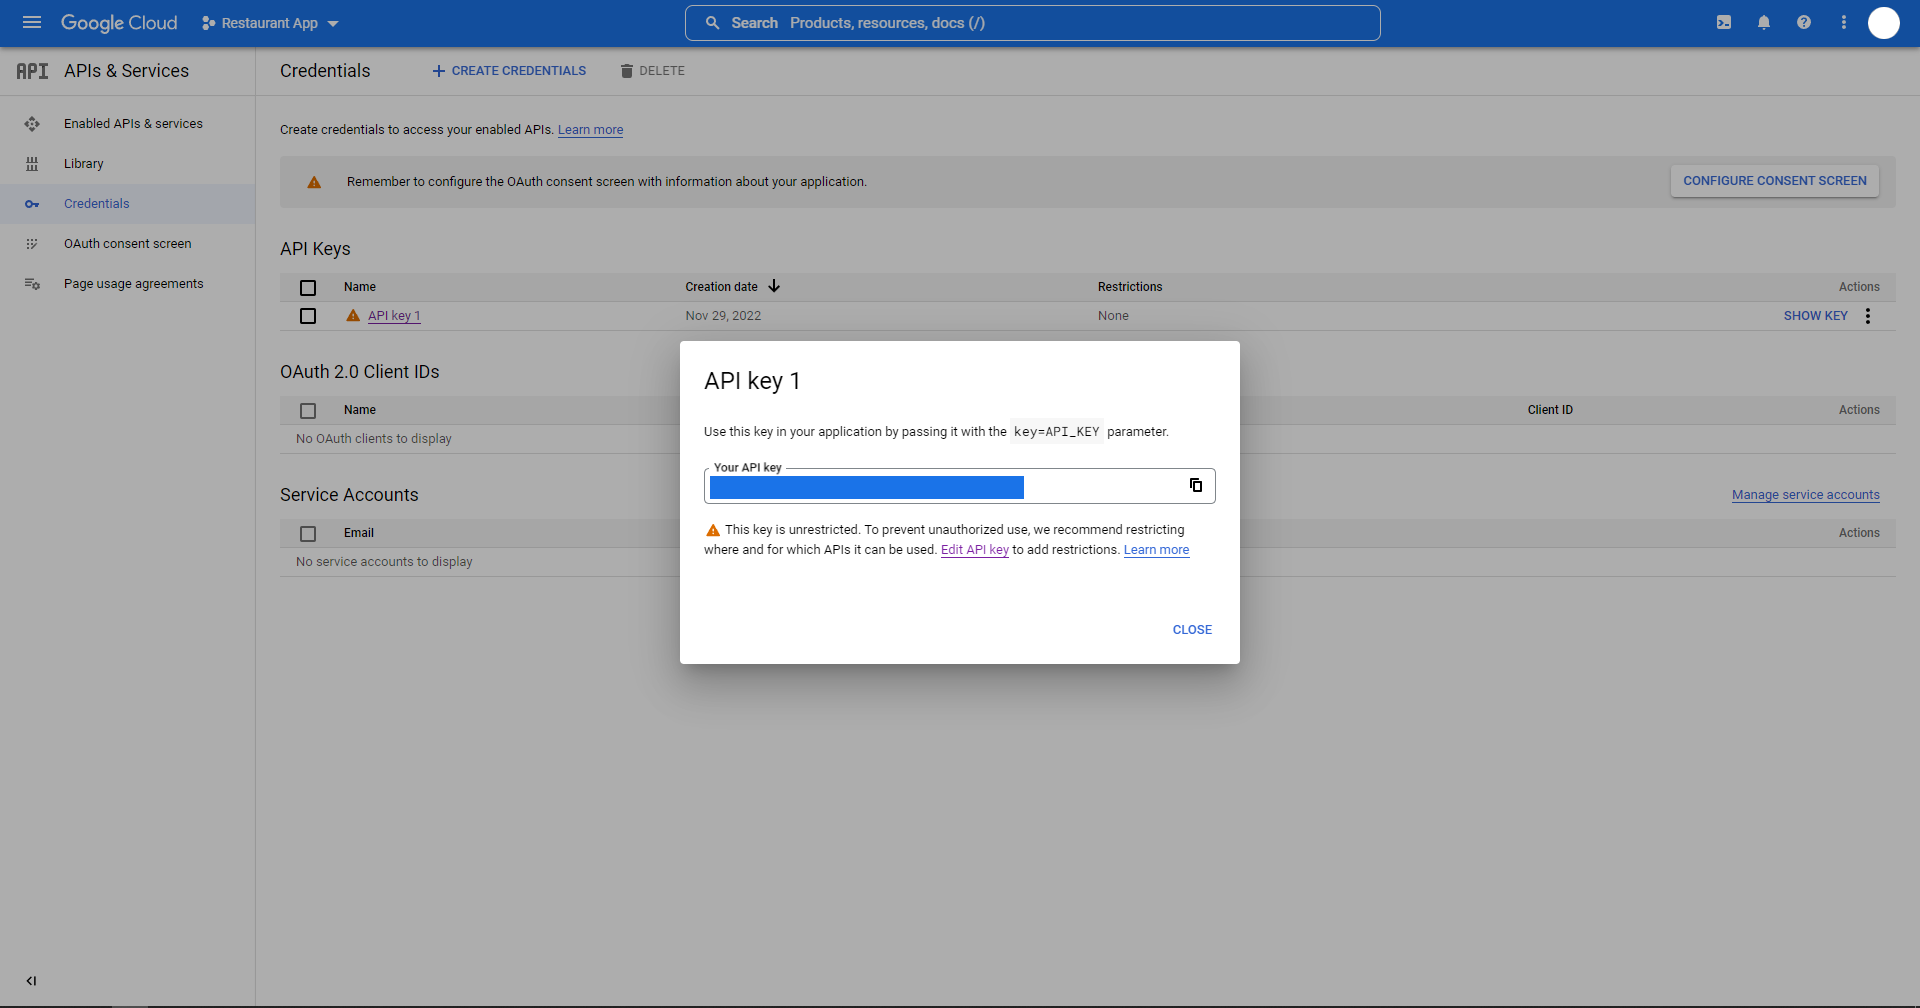 Google Cloud
Restaurant App
Search Products, resources, docs (/)
API APIs & Services
Credentials
CREATE CREDENTIALS
DELETE
Enabled APIs & services
Library
Credentials
OAuth consent screen
Page usage agreements
Create credentials to access your enabled APIs. Learn more
Remember to configure the OAuth consent screen with information about your application.
CONFIGURE CONSENT SCREEN
API Keys
Name Creation date Restrictions Actions
API key 1 Nov 29, 2022 None SHOW KEY
OAuth 2.0 Client IDs
Name Client ID Actions
No OAuth clients to display
Service Accounts
Manage service accounts
Email Actions
No service accounts to display
API key 1
Use this key in your application by passing it with the key=API_KEY parameter.
Your API key
This key is unrestricted. To prevent unauthorized use, we recommend restricting
where and for which APIs it can be used. Edit API key to add restrictions. Learn more
CLOSE